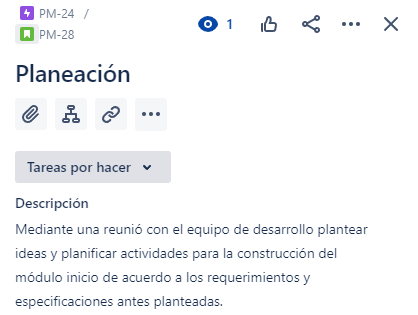 PM-24 /
PM-28
1
Planeación
Tareas por hacer
Descripción
Mediante una reunió con el equipo de desarrollo plantear
ideas y planificar actividades para la construcción del
módulo inicio de acuerdo a los requerimientos y
especificaciones antes planteadas.